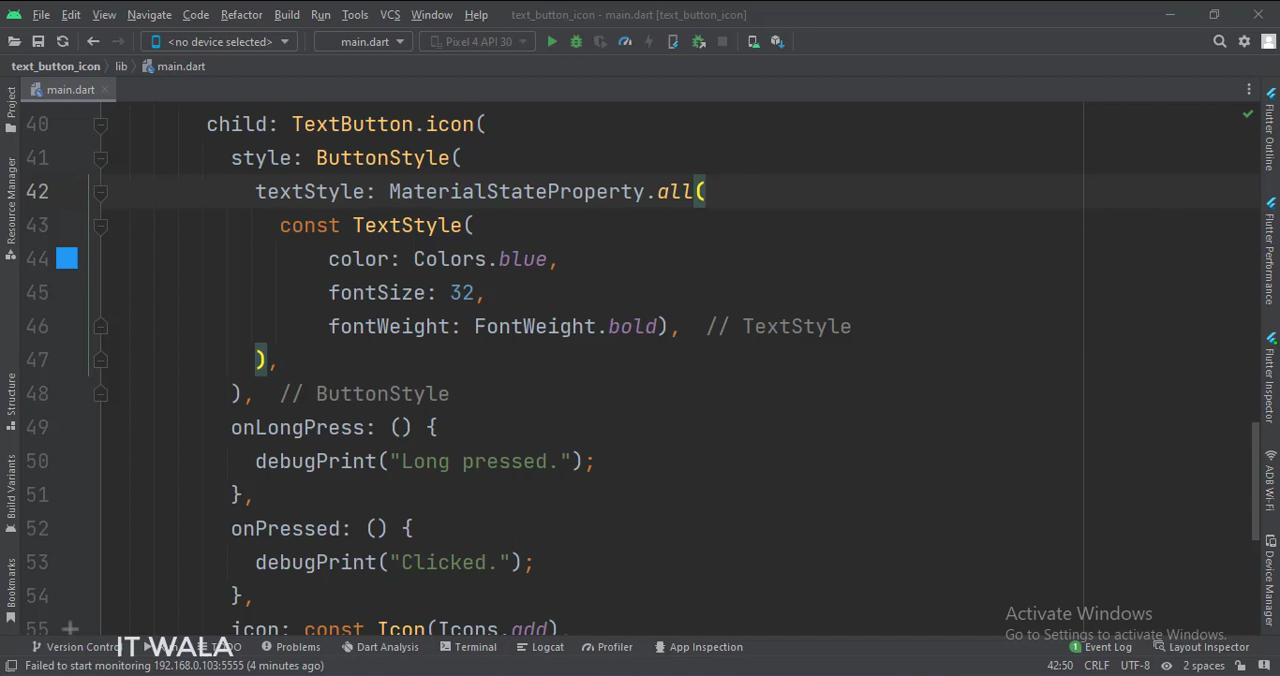 File Edit View Navigate Code Refactor Build Run Tools VCS Window Help text_button_icon - main.dart [text_button_icon]
<no device selected> main.dart Pixel 4 API 30
text_button_icon lib main.dart
main.dart
Project
Resource Manager
Structure
Build Variants
Bookmarks
40 child: TextButton.icon(
41 style: ButtonStyle(
42 textStyle: MaterialStateProperty.all(
43 const TextStyle(
44 color: Colors.blue,
45 fontSize: 32,
46 fontWeight: FontWeight.bold), // TextStyle
47 ),
48 ), // ButtonStyle
49 onLongPress: () {
50 debugPrint("Long pressed.");
51 },
52 onPressed: () {
53 debugPrint("Clicked.");
54 },
55 icon: const Icon(Icons.add),
Flutter Outline
Flutter Performance
Flutter Inspector
ADB Wi-Fi
Device Manager
Activate Windows
Go to Settings to activate Windows.
IT WALA
Version Control TODO Problems Dart Analysis Terminal Logcat Profiler App Inspection 1 Event Log Layout Inspector
Failed to start monitoring 192.168.0.103:5555 (4 minutes ago) 42:50 CRLF UTF-8 2 spaces